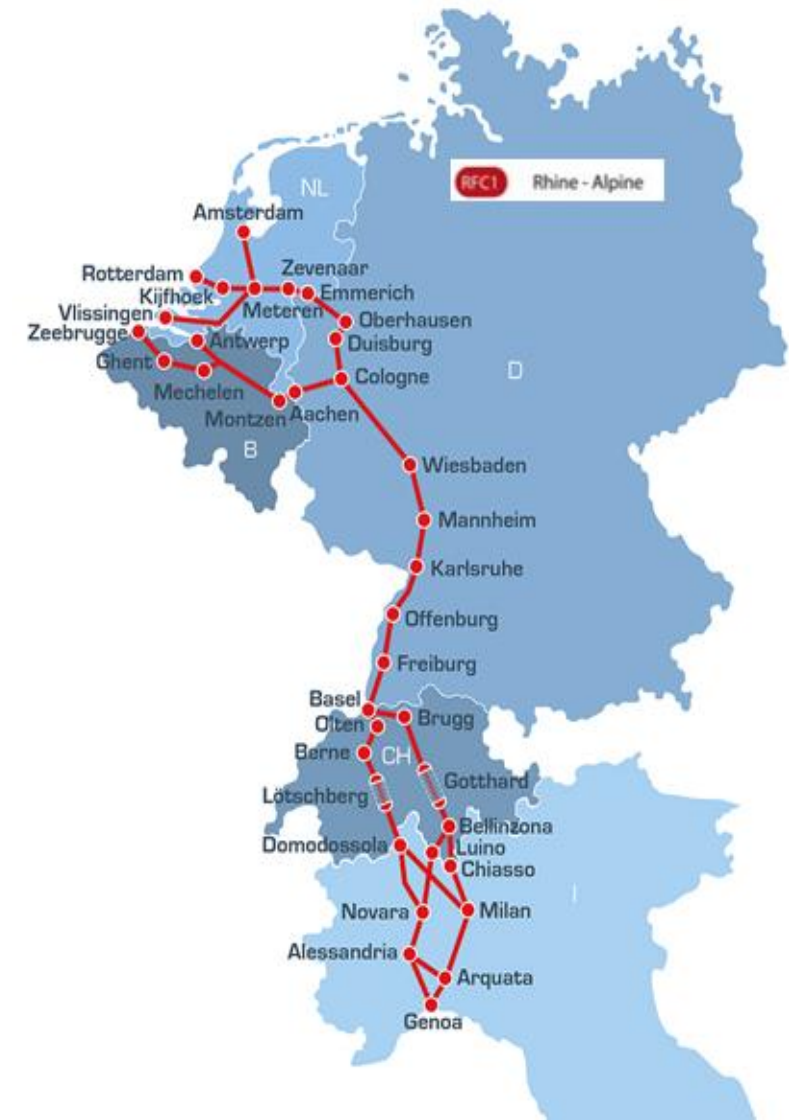 NL
RFC1 Rhine - Alpine
Amsterdam
Rotterdam
Zevenaar
Kijfhoek
Emmerich
Vlissingen
Meteren
Oberhausen
Zeebrugge
Antwerp
Duisburg
Ghent
D
Cologne
Mechelen
Montzen
Aachen
B
Wiesbaden
Mannheim
Karlsruhe
Offenburg
Freiburg
Basel
Olten
Brugg
Berne
CH
Gotthard
Lötschberg
Bellinzona
Domodossola
Luino
Chiasso
I
Novara
Milan
Alessandria
Arquata
Genoa